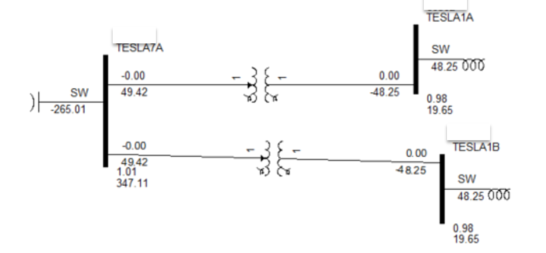 TESLA1A
TESLA7A
SW
48.25
-0.00
0.00
49.42
-48.25
SW
-265.01
0.98
19.65
-0.00
0.00
TESLA1B
49.42
-48.25
1.01
347.11
SW
48.25
0.98
19.65